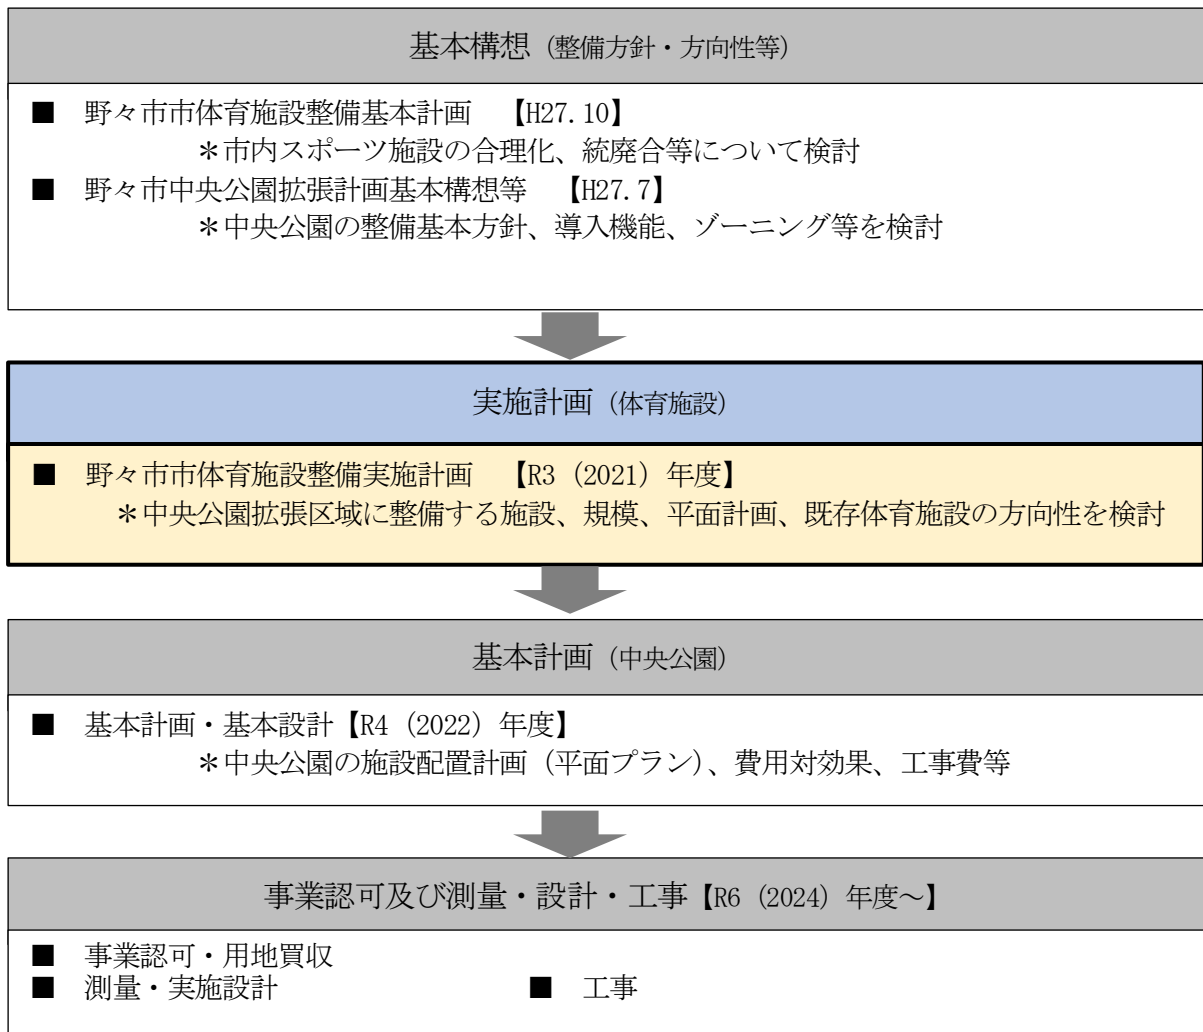 基本構想（整備方針・方向性等）
■ 野々市市体育施設整備基本計画 【H27.10】
＊市内スポーツ施設の合理化、統廃合等について検討
■ 野々市中央公園拡張計画基本構想等 【H27.7】
＊中央公園の整備基本方針、導入機能、ゾーニング等を検討
実施計画（体育施設）
■ 野々市市体育施設整備実施計画 【R3（2021）年度】
＊中央公園拡張区域に整備する施設、規模、平面計画、既存体育施設の方向性を検討
基本計画（中央公園）
■ 基本計画・基本設計【R4（2022）年度】
＊中央公園の施設配置計画（平面プラン）、費用対効果、工事費等
事業認可及び測量・設計・工事【R6（2024）年度～】
■ 事業認可・用地買収
■ 測量・実施設計 ■ 工事